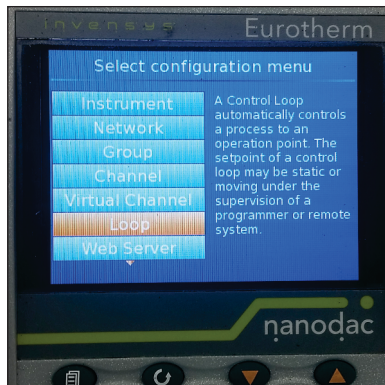 invensys
Eurotherm
Select configuration menu
Instrument
Network
Group
Channel
Virtual Channel
Loop
Web Server
A Control Loop
automatically controls
a process to an
operation point. The
setpoint of a control
loop may be static or
moving under the
supervision of a
programmer or remote
system.
nanodac